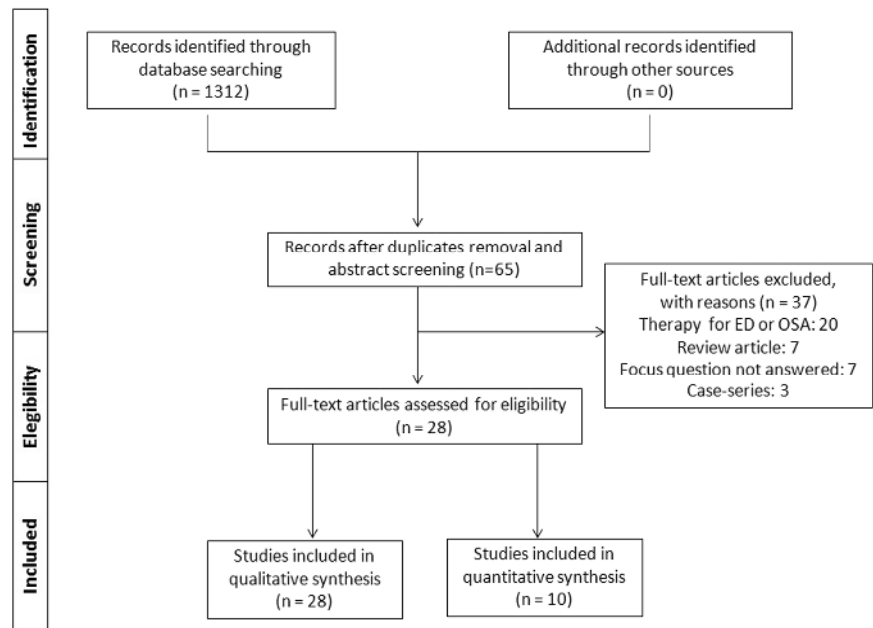 Identification
Records identified through
database searching
(n = 1312)
Additional records identified
through other sources
(n = 0)
Screening
Records after duplicates removal and
abstract screening (n=65)
Full-text articles excluded,
with reasons (n = 37)
Therapy for ED or OSA: 20
Review article: 7
Focus question not answered: 7
Case-series: 3
Elegibility
Full-text articles assessed for eligibility
(n = 28)
Included
Studies included in
qualitative synthesis
(n = 28)
Studies included in
quantitative synthesis
(n = 10)